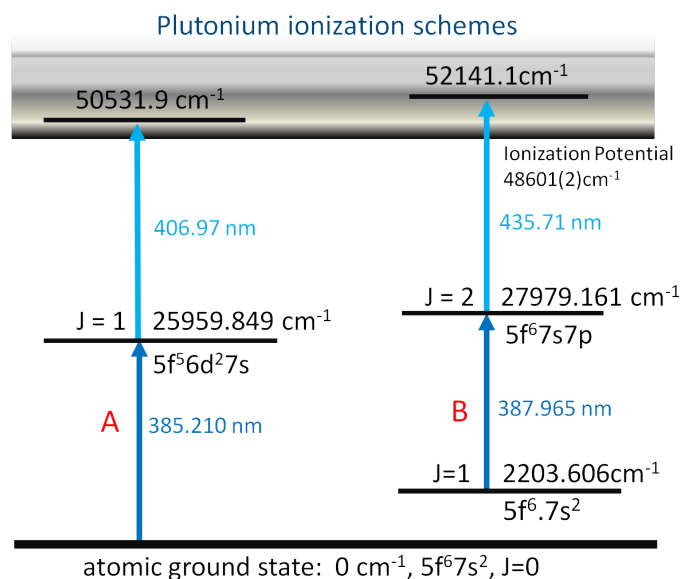 Plutonium ionization schemes
50531.9 cm⁻¹
52141.1cm⁻¹
Ionization Potential
48601(2)cm⁻¹
406.97 nm
435.71 nm
J = 1 25959.849 cm⁻¹
5f⁵6d²7s
J = 2 27979.161 cm⁻¹
5f⁶7s7p
A
385.210 nm
B
387.965 nm
J=1 2203.606cm⁻¹
5f⁶.7s²
atomic ground state: 0 cm⁻¹, 5f⁶7s², J=0